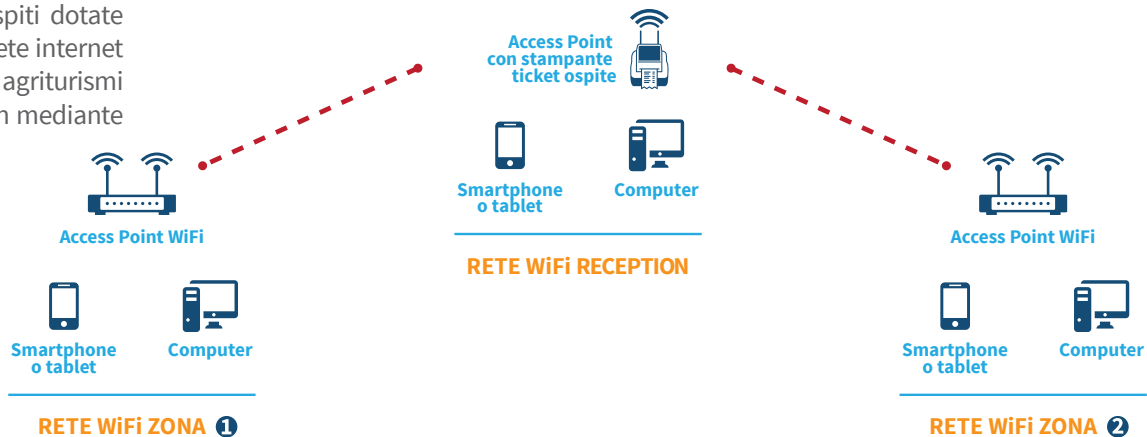 spiti dotate
ete internet
agriturismi
mediante
Access Point
con stampante
ticket ospite
Smartphone
o tablet
Computer
RETE WiFi RECEPTION
Access Point WiFi
Smartphone
o tablet
Computer
RETE WiFi ZONA 1
Access Point WiFi
Smartphone
o tablet
Computer
RETE WiFi ZONA 2